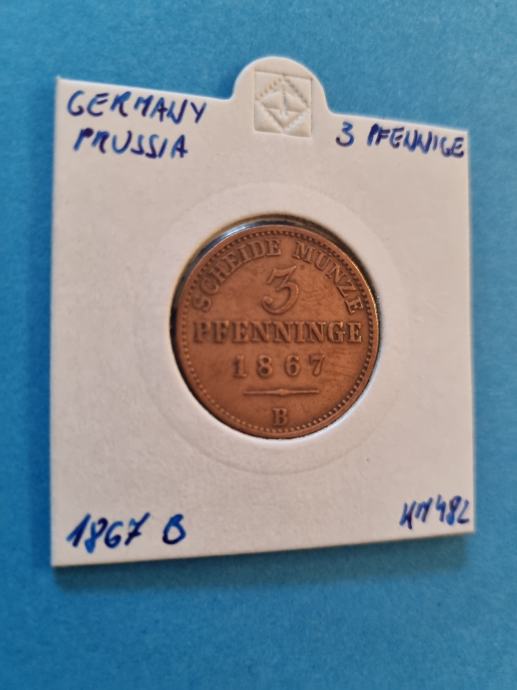 GERMANY
PRUSSIA
3 PFENNIGE
SCHEIDE MÜNZE
3
PFENNINGE
1867
B
1867 B
KM 482